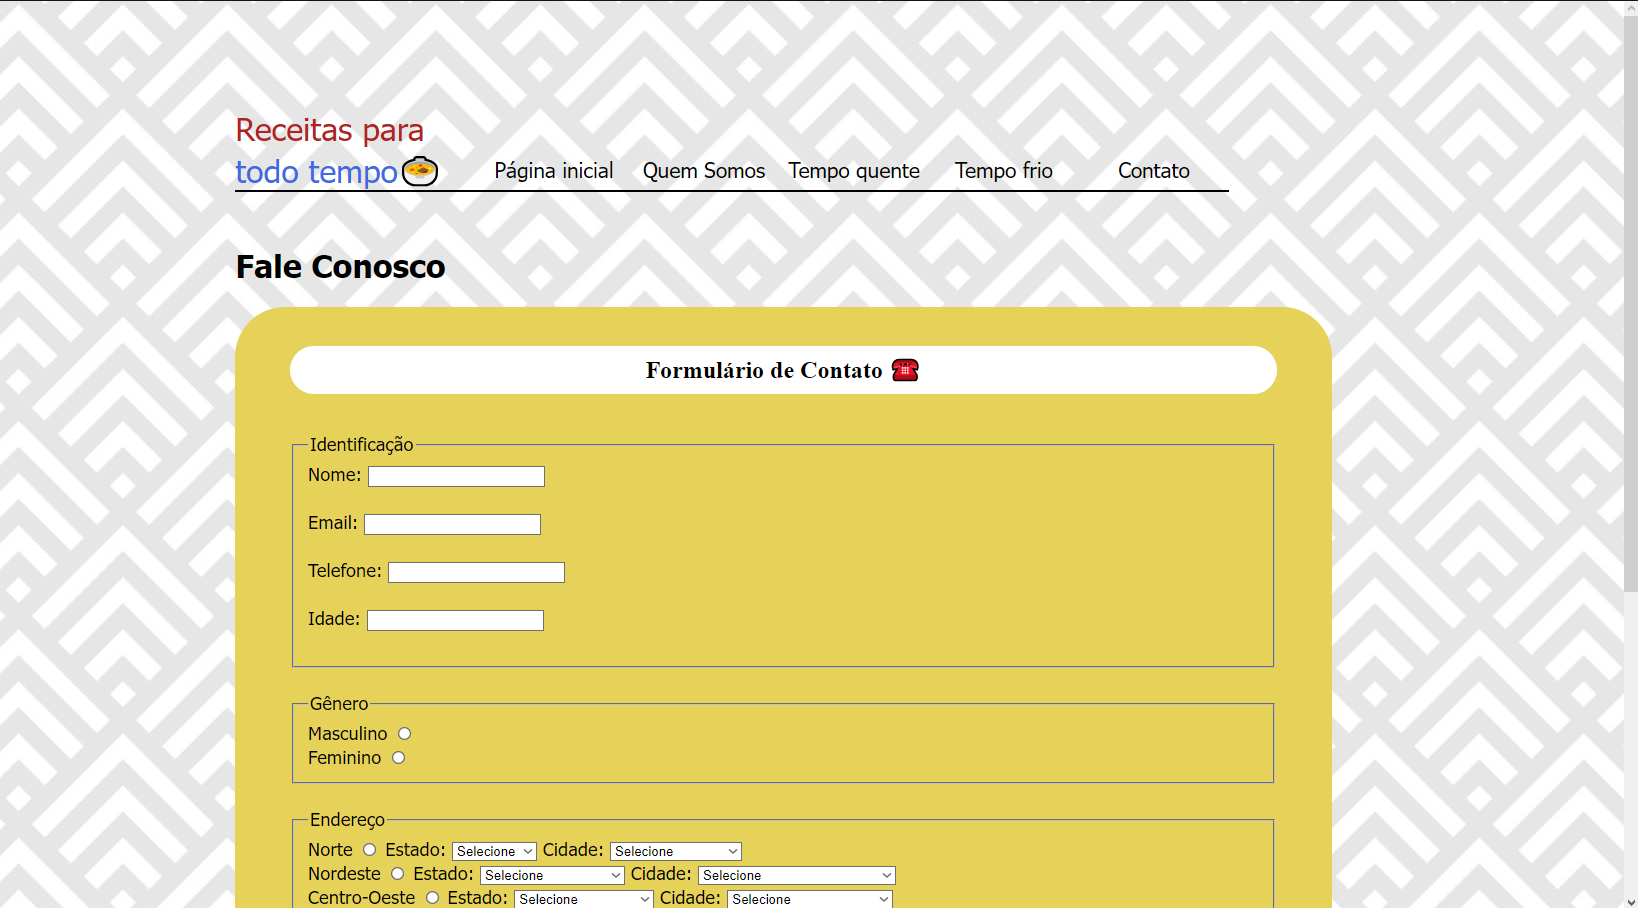 Receitas para
todo tempo
Página inicial Quem Somos Tempo quente Tempo frio Contato
Fale Conosco
Formulário de Contato
Identificação
Nome:
Email:
Telefone:
Idade:
Gênero
Masculino
Feminino
Endereço
Norte Estado: Selecione Cidade: Selecione
Nordeste Estado: Selecione Cidade: Selecione
Centro-Oeste Estado: Selecione Cidade: Selecione